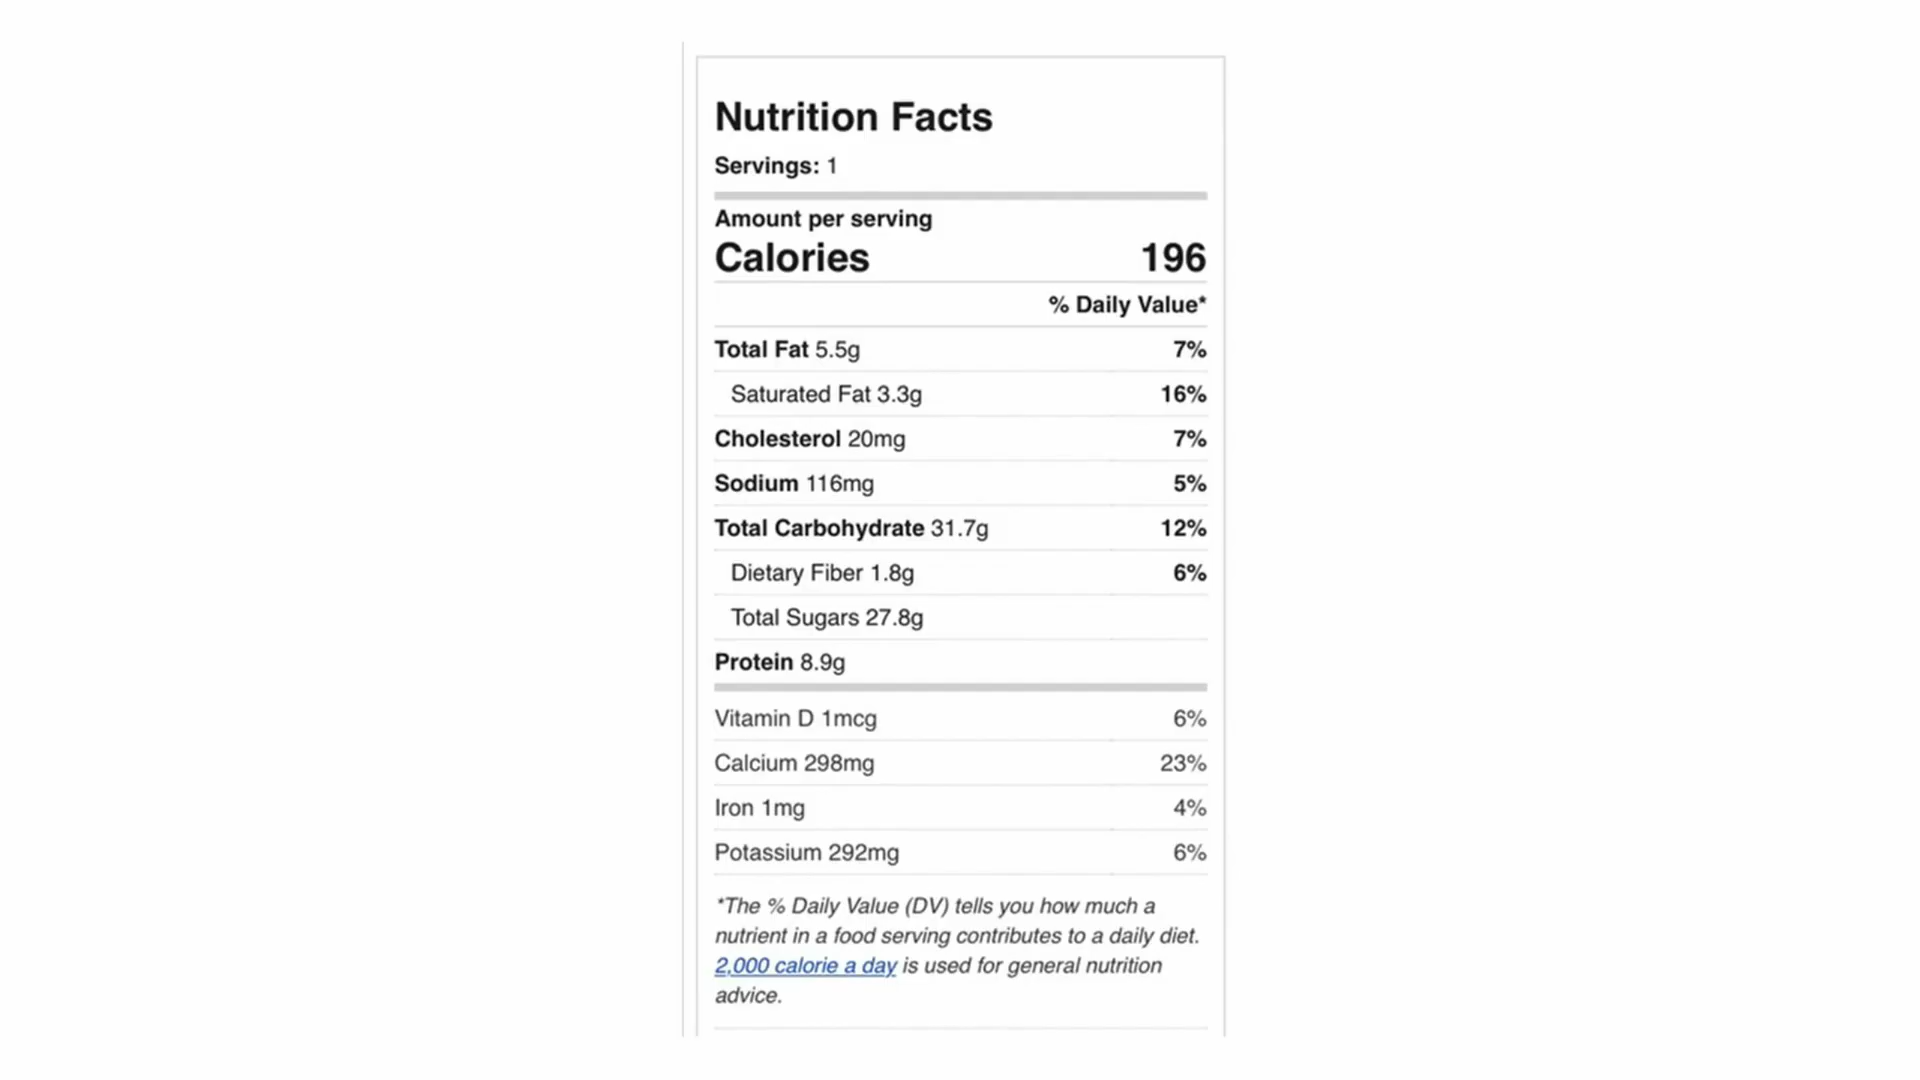 Nutrition Facts
Servings: 1
Amount per serving
Calories 196
% Daily Value*
Total Fat 5.5g 7%
Saturated Fat 3.3g 16%
Cholesterol 20mg 7%
Sodium 116mg 5%
Total Carbohydrate 31.7g 12%
Dietary Fiber 1.8g 6%
Total Sugars 27.8g
Protein 8.9g
Vitamin D 1mcg 6%
Calcium 298mg 23%
Iron 1mg 4%
Potassium 292mg 6%
*The % Daily Value (DV) tells you how much a
nutrient in a food serving contributes to a daily diet.
2,000 calorie a day is used for general nutrition
advice.